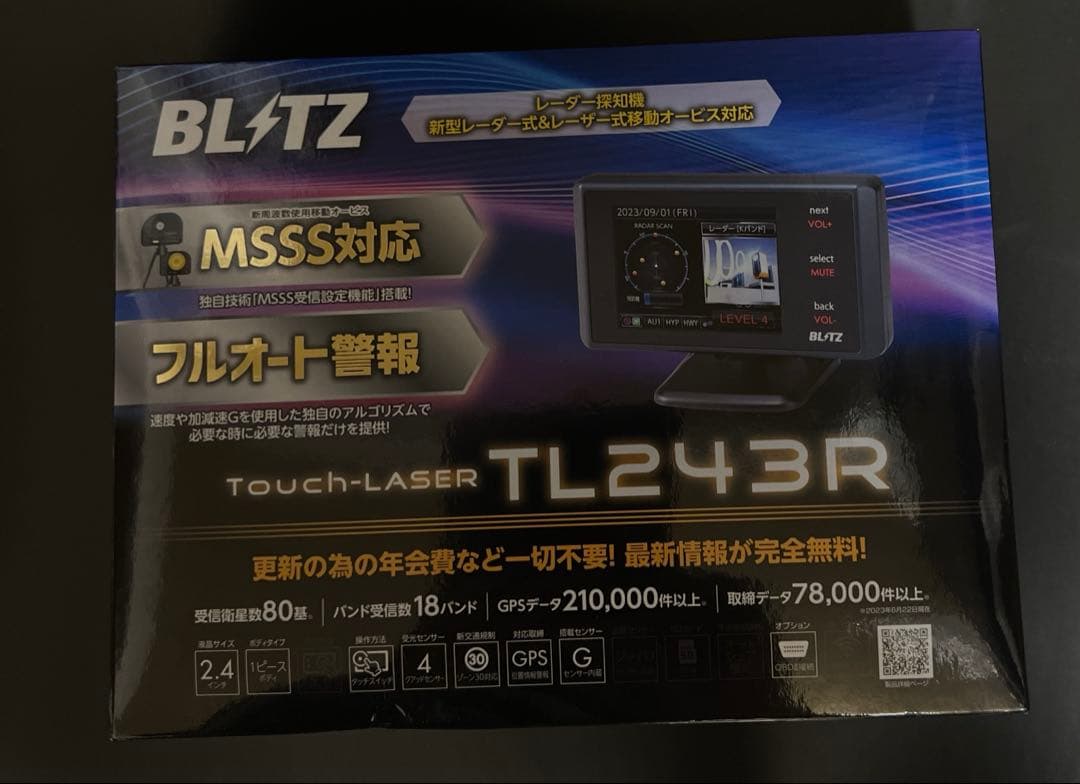 BLITZ
レーダー探知機
新型レーダー式&レーザー式移動オービス対応
新周波数使用移動オービス
MSSS対応
独自技術「MSSS受信設定機能」搭載!
フルオート警報
速度や加減速Gを使用した独自のアルゴリズムで
必要な時に必要な警報だけを提供!
2023/09/01(FRI)
RADAR SCAN
レーダー[Kバンド]
AU1 HYP HWY
LEVEL 4
next
VOL+
select
MUTE
back
VOL-
BLITZ
Touch-LASER TL243R
更新の為の年会費など一切不要! 最新情報が完全無料!
受信衛星数80基。 バンド受信数18バンド GPSデータ210,000件以上。 取締データ78,000件以上。
※2023年6月22日現在
液晶サイズ
2.4
インチ
ボディタイプ
1ピース
ボディ
操作方法
タッチスイッチ
受光センサー
4
クアッドセンサー
新交通規制
30
ゾーン30対応
対応取締
GPS
位置情報警報
搭載センサー
G
センサー内蔵
オプション
OBDⅡ接続
製品詳細ページ